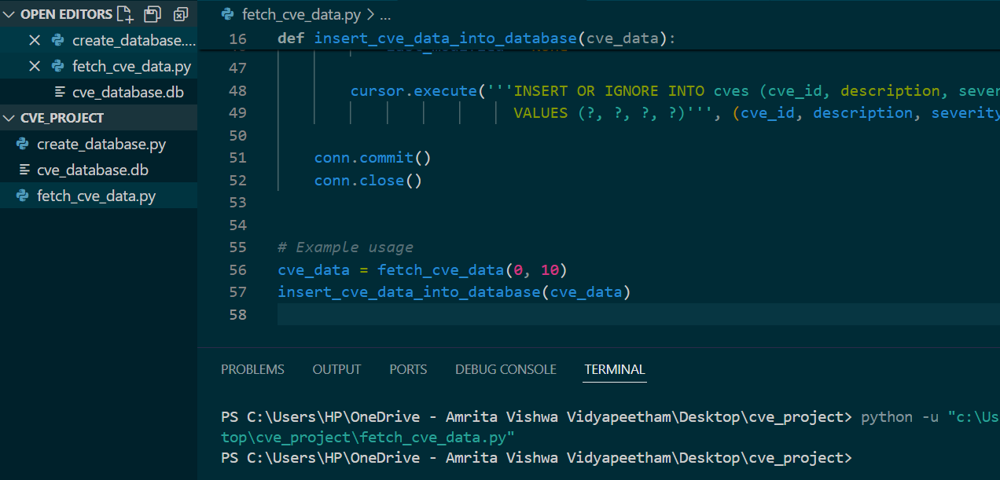 OPEN EDITORS
create_database....
fetch_cve_data.py
cve_database.db
CVE_PROJECT
create_database.py
cve_database.db
fetch_cve_data.py
fetch_cve_data.py > ...
16 def insert_cve_data_into_database(cve_data):
47
48 cursor.execute('''INSERT OR IGNORE INTO cves (cve_id, description, sever
49 VALUES (?, ?, ?, ?)''', (cve_id, description, severity
50
51 conn.commit()
52 conn.close()
53
54
55 # Example usage
56 cve_data = fetch_cve_data(0, 10)
57 insert_cve_data_into_database(cve_data)
58
PROBLEMS OUTPUT PORTS DEBUG CONSOLE TERMINAL
PS C:\Users\HP\OneDrive - Amrita Vishwa Vidyapeetham\Desktop\cve_project> python -u "c:\Us
top\cve_project\fetch_cve_data.py"
PS C:\Users\HP\OneDrive - Amrita Vishwa Vidyapeetham\Desktop\cve_project>